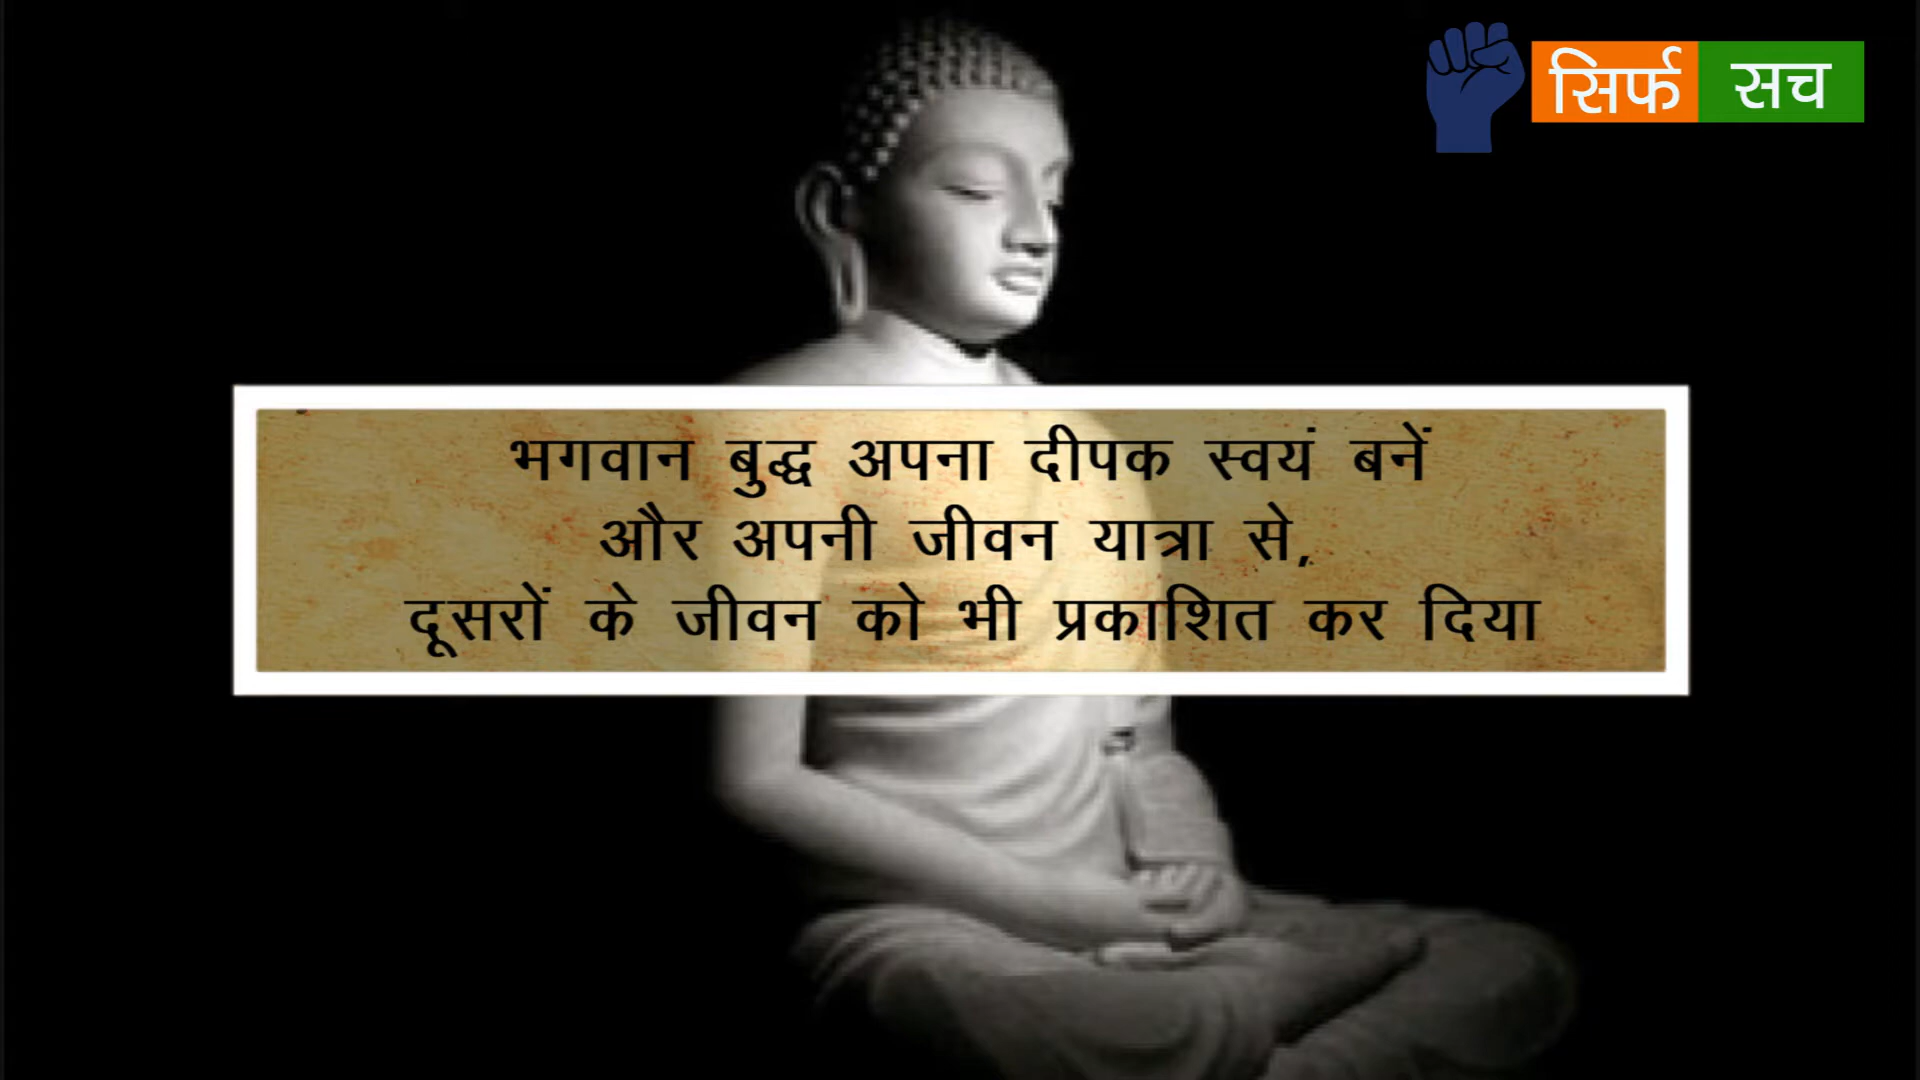 सिर्फ सच
भगवान बुद्ध अपना दीपक स्वयं बनें
और अपनी जीवन यात्रा से,
दूसरों के जीवन को भी प्रकाशित कर दिया